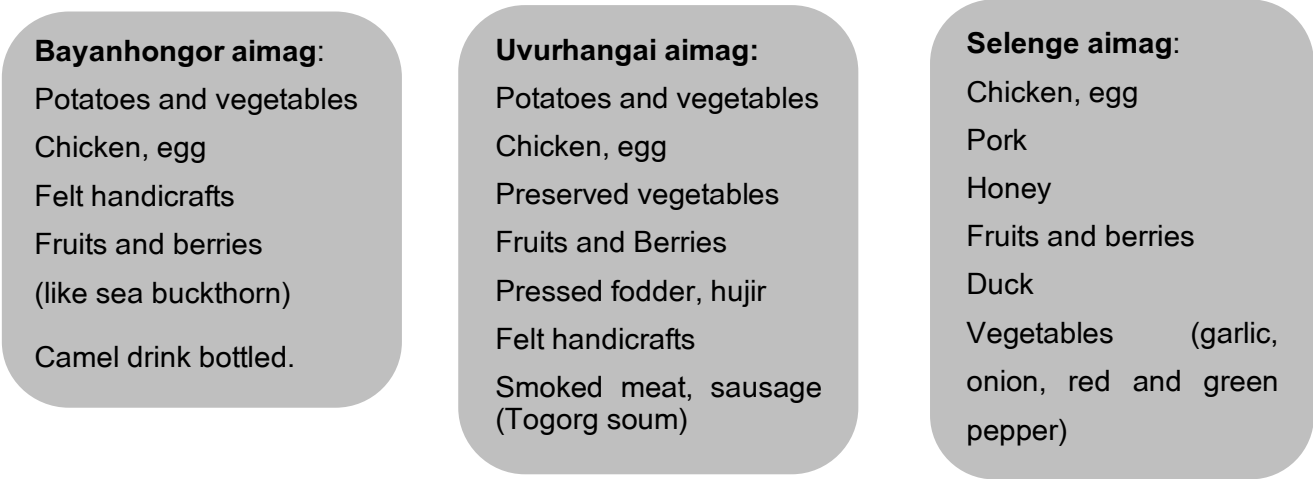 Bayanhongor aimag:
Potatoes and vegetables
Chicken, egg
Felt handicrafts
Fruits and berries
(like sea buckthorn)
Camel drink bottled.
Uvurhangai aimag:
Potatoes and vegetables
Chicken, egg
Preserved vegetables
Fruits and Berries
Pressed fodder, hujir
Felt handicrafts
Smoked meat, sausage
(Togorg soum)
Selenge aimag:
Chicken, egg
Pork
Honey
Fruits and berries
Duck
Vegetables (garlic,
onion, red and green
pepper)